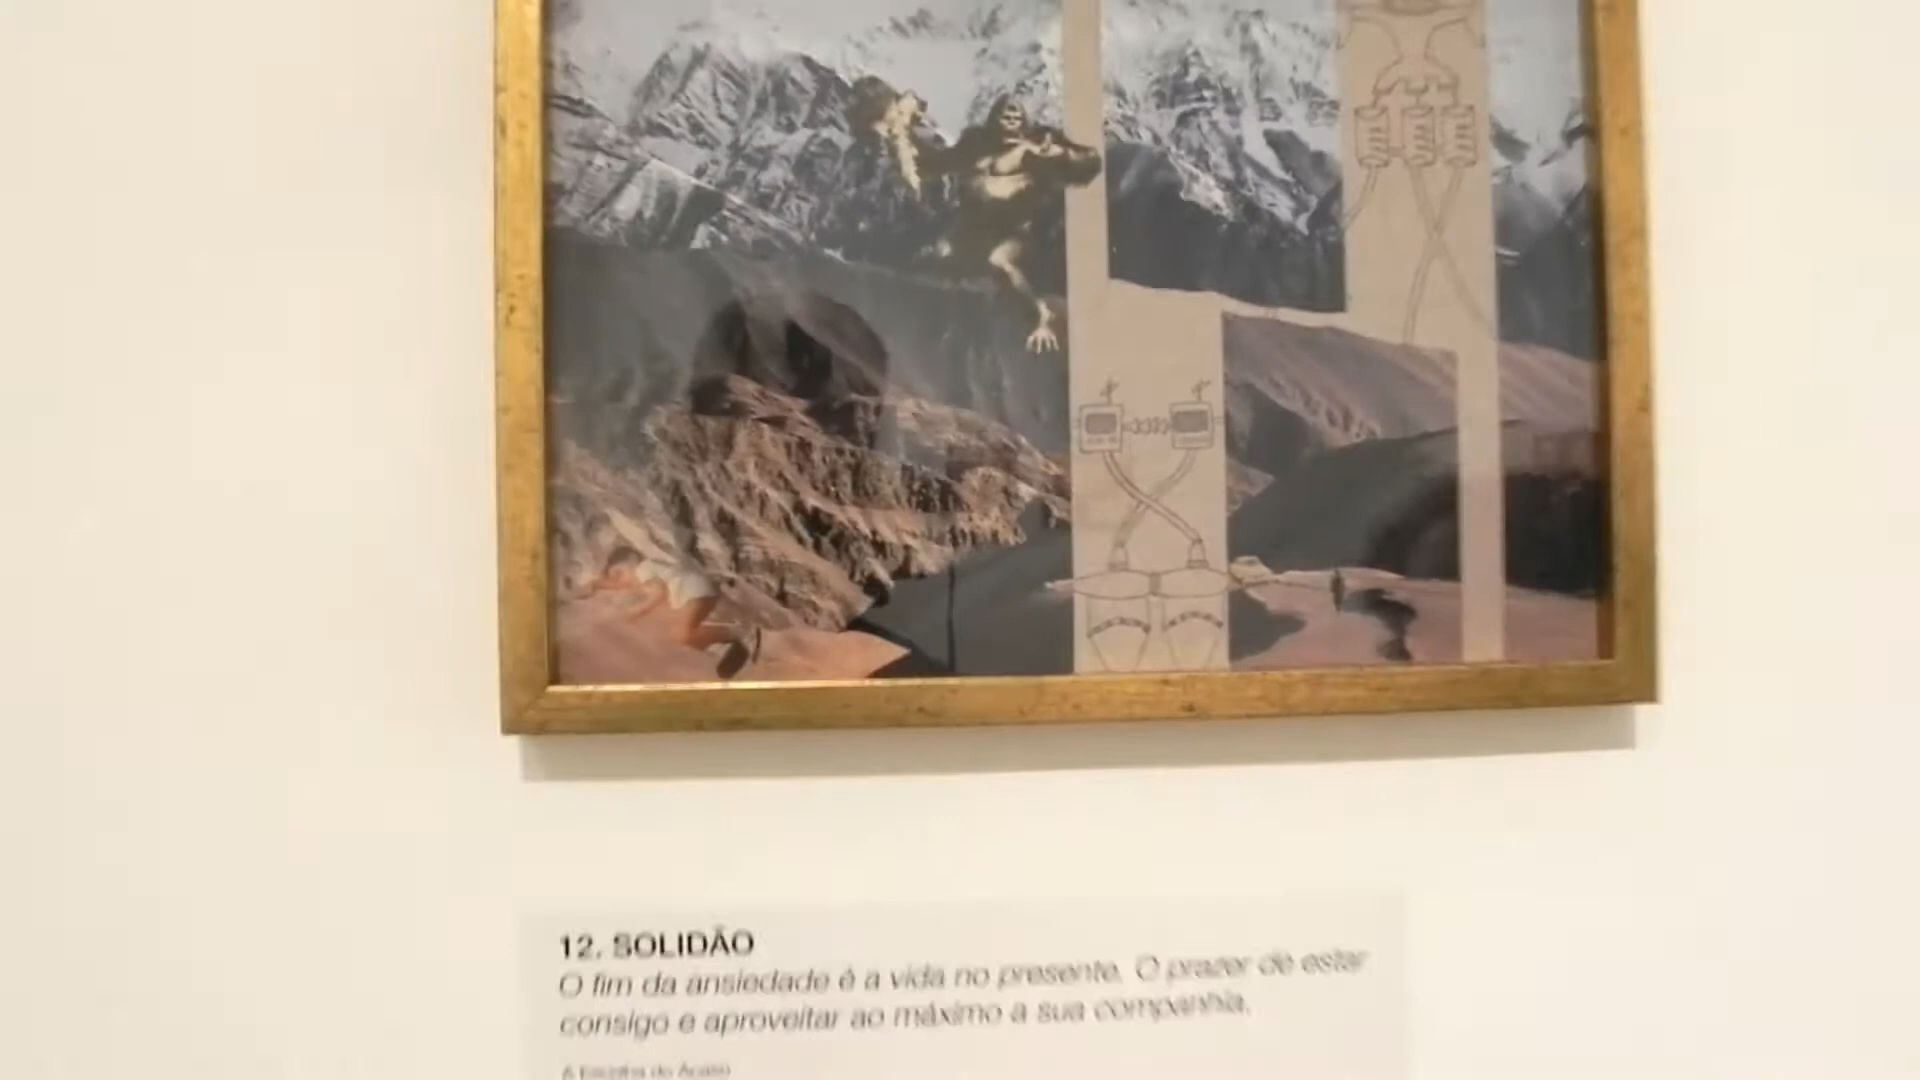 12. SOLIDÃO
O fim da ansiedade é a vida no presente. O prazer de estar
consigo e aproveitar ao máximo a sua companhia.